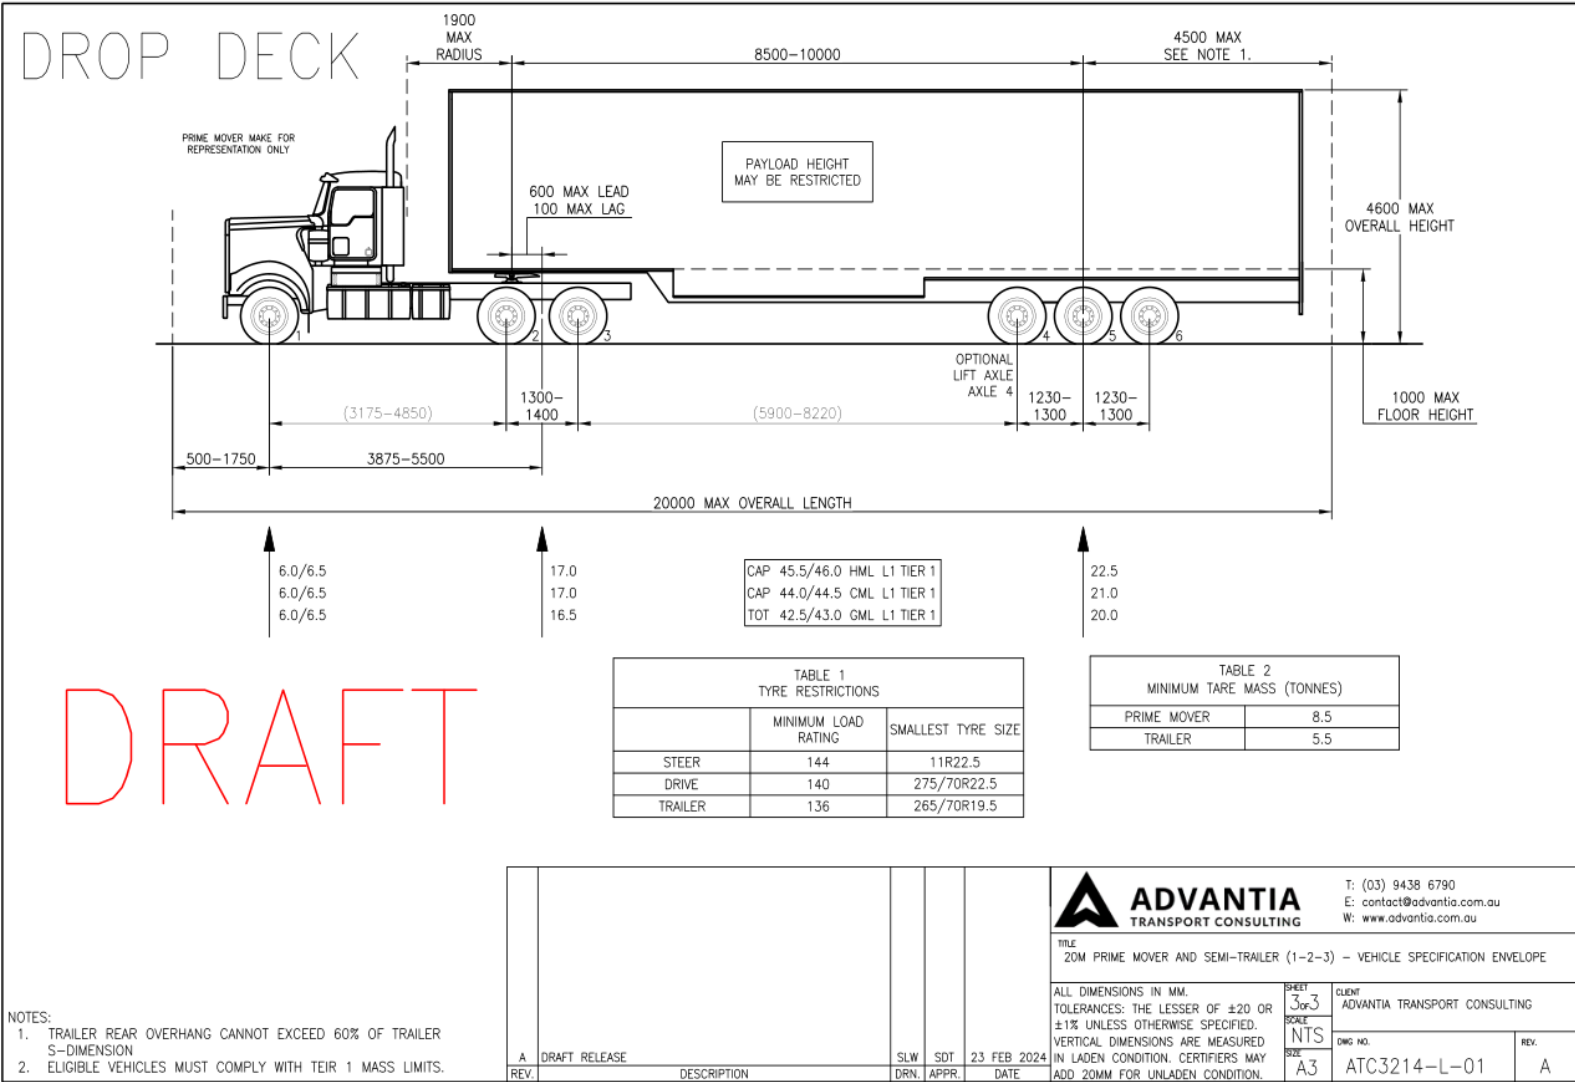 DROP DECK
1900
MAX
RADIUS
8500-10000
4500 MAX
SEE NOTE 1.
PRIME MOVER MAKE FOR
REPRESENTATION ONLY
PAYLOAD HEIGHT
MAY BE RESTRICTED
600 MAX LEAD
100 MAX LAG
4600 MAX
OVERALL HEIGHT
1
2
3
4
5
6
OPTIONAL
LIFT AXLE
AXLE 4
1000 MAX
FLOOR HEIGHT
(3175-4850)
1300-
1400
(5900-8220)
1230-
1300
1230-
1300
500-1750
3875-5500
20000 MAX OVERALL LENGTH
6.0/6.5
6.0/6.5
6.0/6.5
17.0
17.0
16.5
CAP 45.5/46.0 HML L1 TIER 1
CAP 44.0/44.5 CML L1 TIER 1
TOT 42.5/43.0 GML L1 TIER 1
22.5
21.0
20.0
DRAFT
TABLE 1
TYRE RESTRICTIONS
MINIMUM LOAD
RATING
SMALLEST TYRE SIZE
STEER 144 11R22.5
DRIVE 140 275/70R22.5
TRAILER 136 265/70R19.5
TABLE 2
MINIMUM TARE MASS (TONNES)
PRIME MOVER 8.5
TRAILER 5.5
NOTES:
1. TRAILER REAR OVERHANG CANNOT EXCEED 60% OF TRAILER
S-DIMENSION
2. ELIGIBLE VEHICLES MUST COMPLY WITH TEIR 1 MASS LIMITS.
A DRAFT RELEASE SLW SDT 23 FEB 2024
REV. DESCRIPTION DRN. APPR. DATE
ADVANTIA
TRANSPORT CONSULTING
T: (03) 9438 6790
E: contact@advantia.com.au
W: www.advantia.com.au
TITLE
20M PRIME MOVER AND SEMI-TRAILER (1-2-3) - VEHICLE SPECIFICATION ENVELOPE
ALL DIMENSIONS IN MM.
TOLERANCES: THE LESSER OF ±20 OR
±1% UNLESS OTHERWISE SPECIFIED.
VERTICAL DIMENSIONS ARE MEASURED
IN LADEN CONDITION. CERTIFIERS MAY
ADD 20MM FOR UNLADEN CONDITION.
SHEET
3OF3
SCALE
NTS
SIZE
A3
CLIENT
ADVANTIA TRANSPORT CONSULTING
DWG NO.
ATC3214-L-01
REV.
A